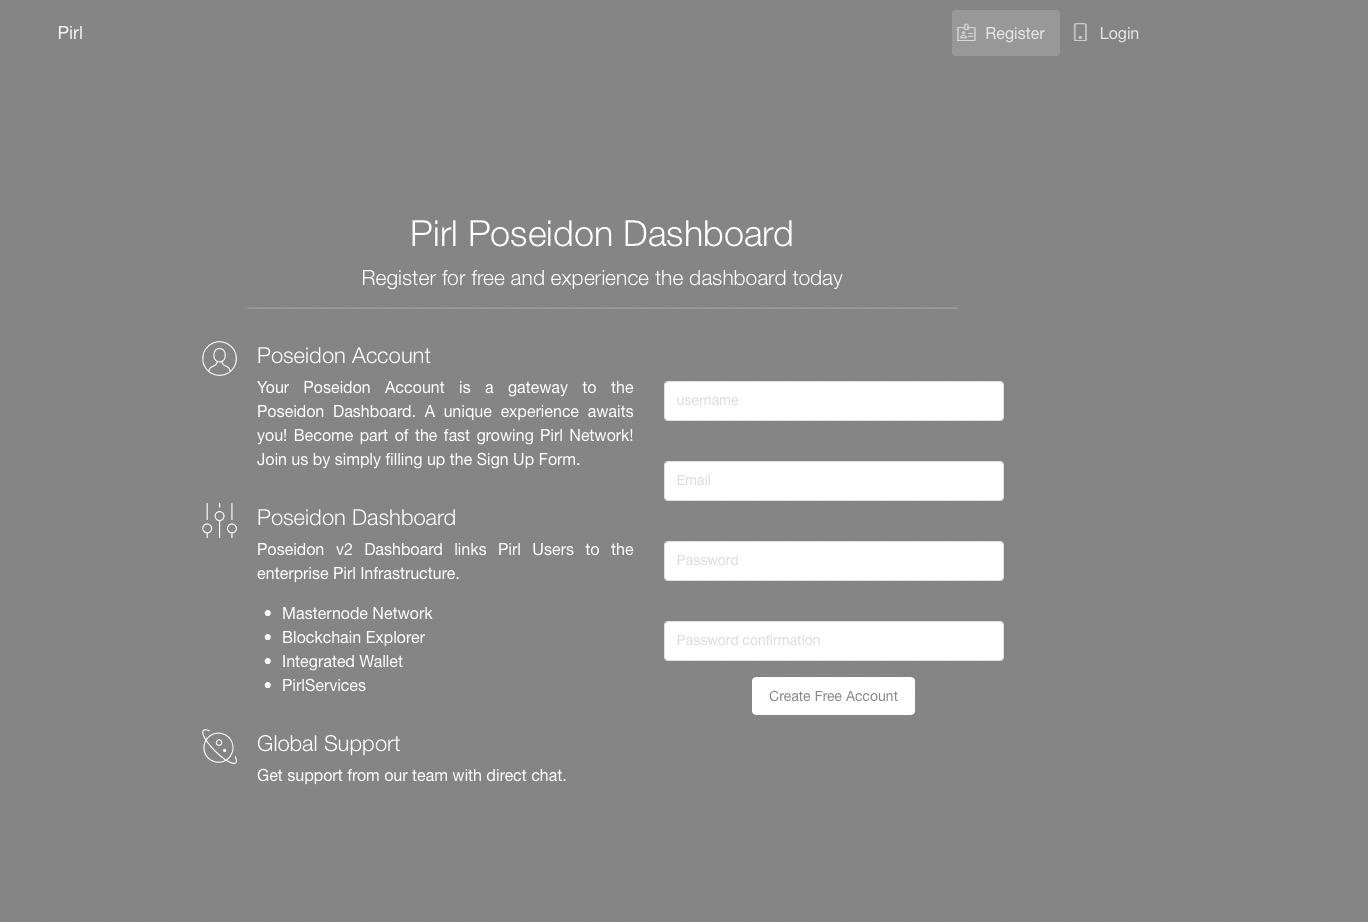 Pirl
Register
Login
Pirl Poseidon Dashboard
Register for free and experience the dashboard today
Poseidon Account
Your Poseidon Account is a gateway to the
Poseidon Dashboard. A unique experience awaits
you! Become part of the fast growing Pirl Network!
Join us by simply filling up the Sign Up Form.
Poseidon Dashboard
Poseidon v2 Dashboard links Pirl Users to the
enterprise Pirl Infrastructure.
Masternode Network
Blockchain Explorer
Integrated Wallet
PirlServices
Global Support
Get support from our team with direct chat.
username
Email
Password
Password confirmation
Create Free Account